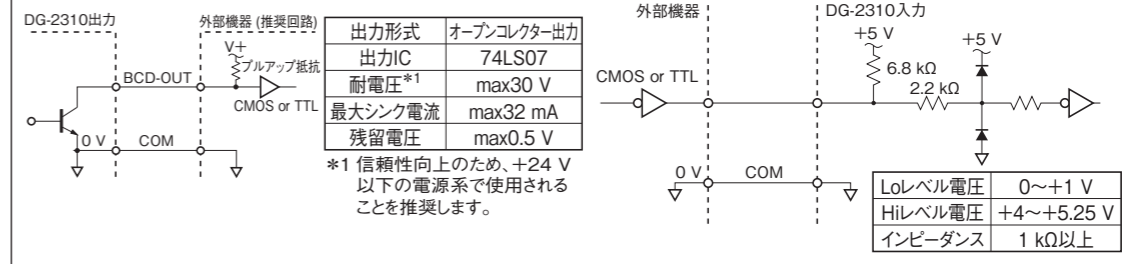 DG-2310出力
外部機器 (推奨回路)
V+
プルアップ抵抗
BCD-OUT
CMOS or TTL
0 V
COM
出力形式 オープンコレクター出力
出力IC 74LS07
耐電圧*1 max30 V
最大シンク電流 max32 mA
残留電圧 max0.5 V
*1 信頼性向上のため、+24 V
以下の電源系で使用される
ことを推奨します。
外部機器
DG-2310入力
+5 V
+5 V
6.8 kΩ
2.2 kΩ
CMOS or TTL
0 V
COM
Loレベル電圧 0〜+1 V
Hiレベル電圧 +4〜+5.25 V
インピーダンス 1 kΩ以上